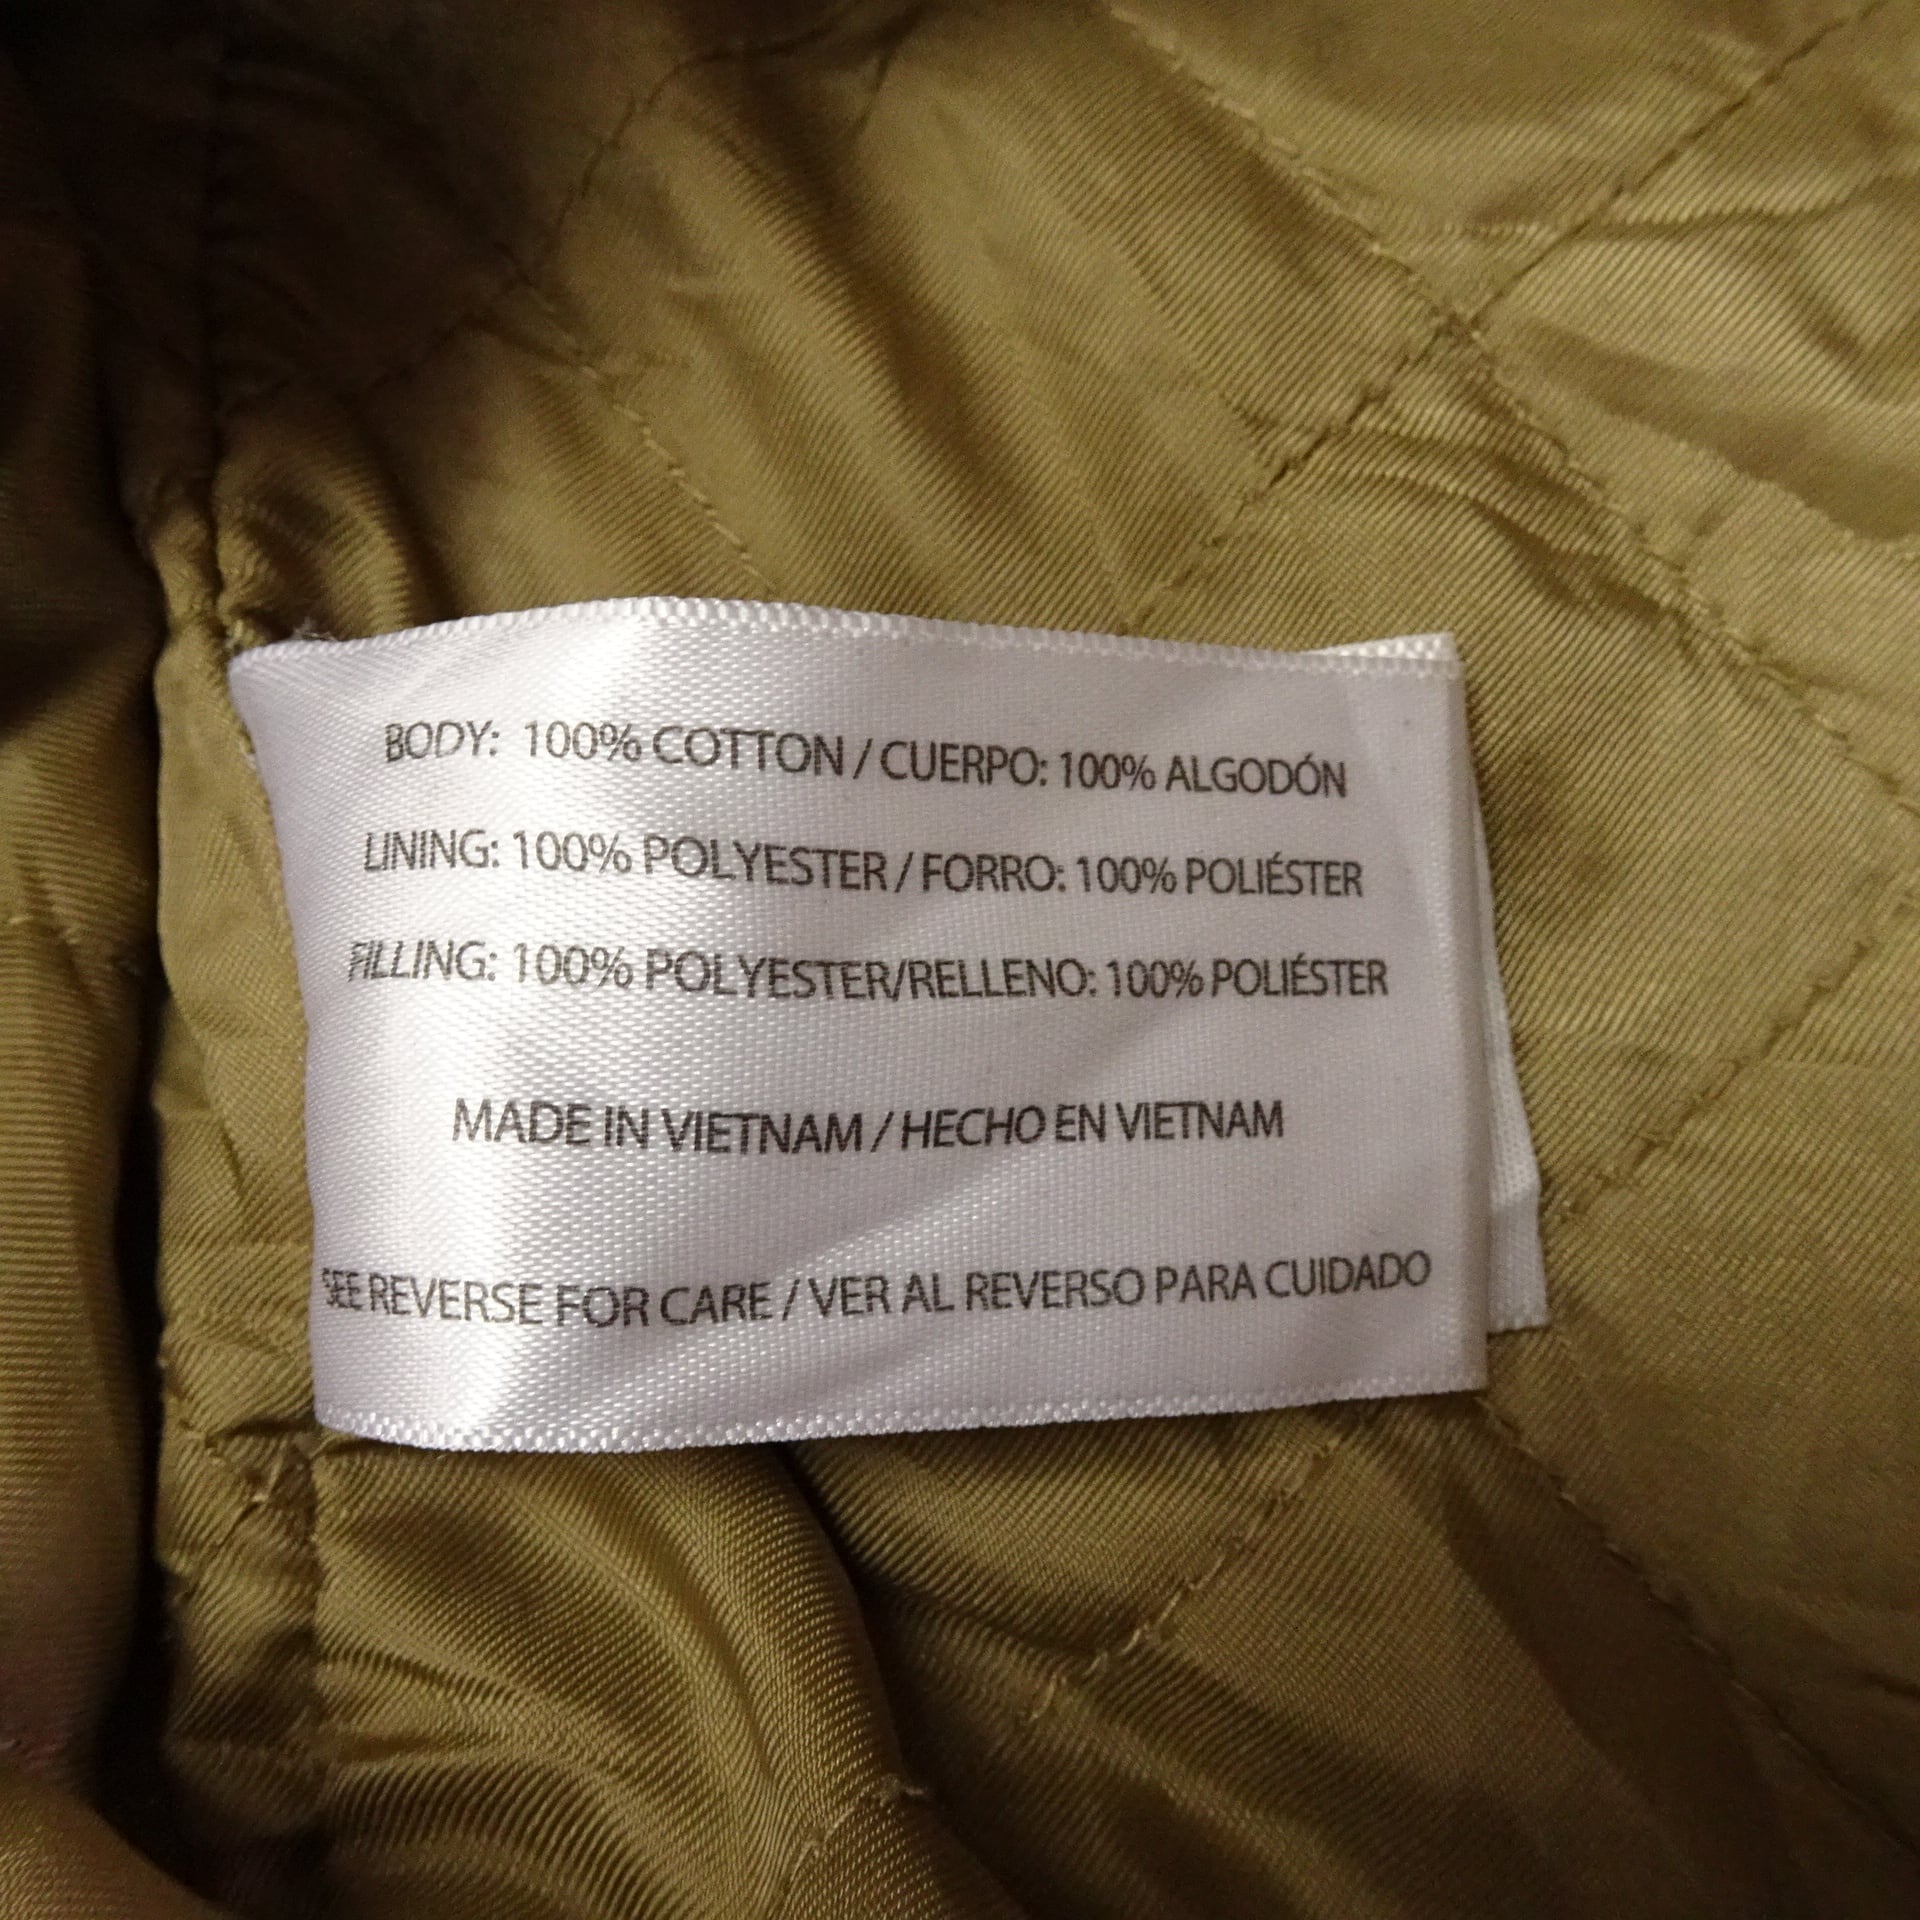 BODY: 100% COTTON / CUERPO: 100% ALGODÓN
LINING: 100% POLYESTER / FORRO: 100% POLIÉSTER
FILLING: 100% POLYESTER/RELLENO: 100% POLIÉSTER
MADE IN VIETNAM / HECHO EN VIETNAM
SEE REVERSE FOR CARE / VER AL REVERSO PARA CUIDADO